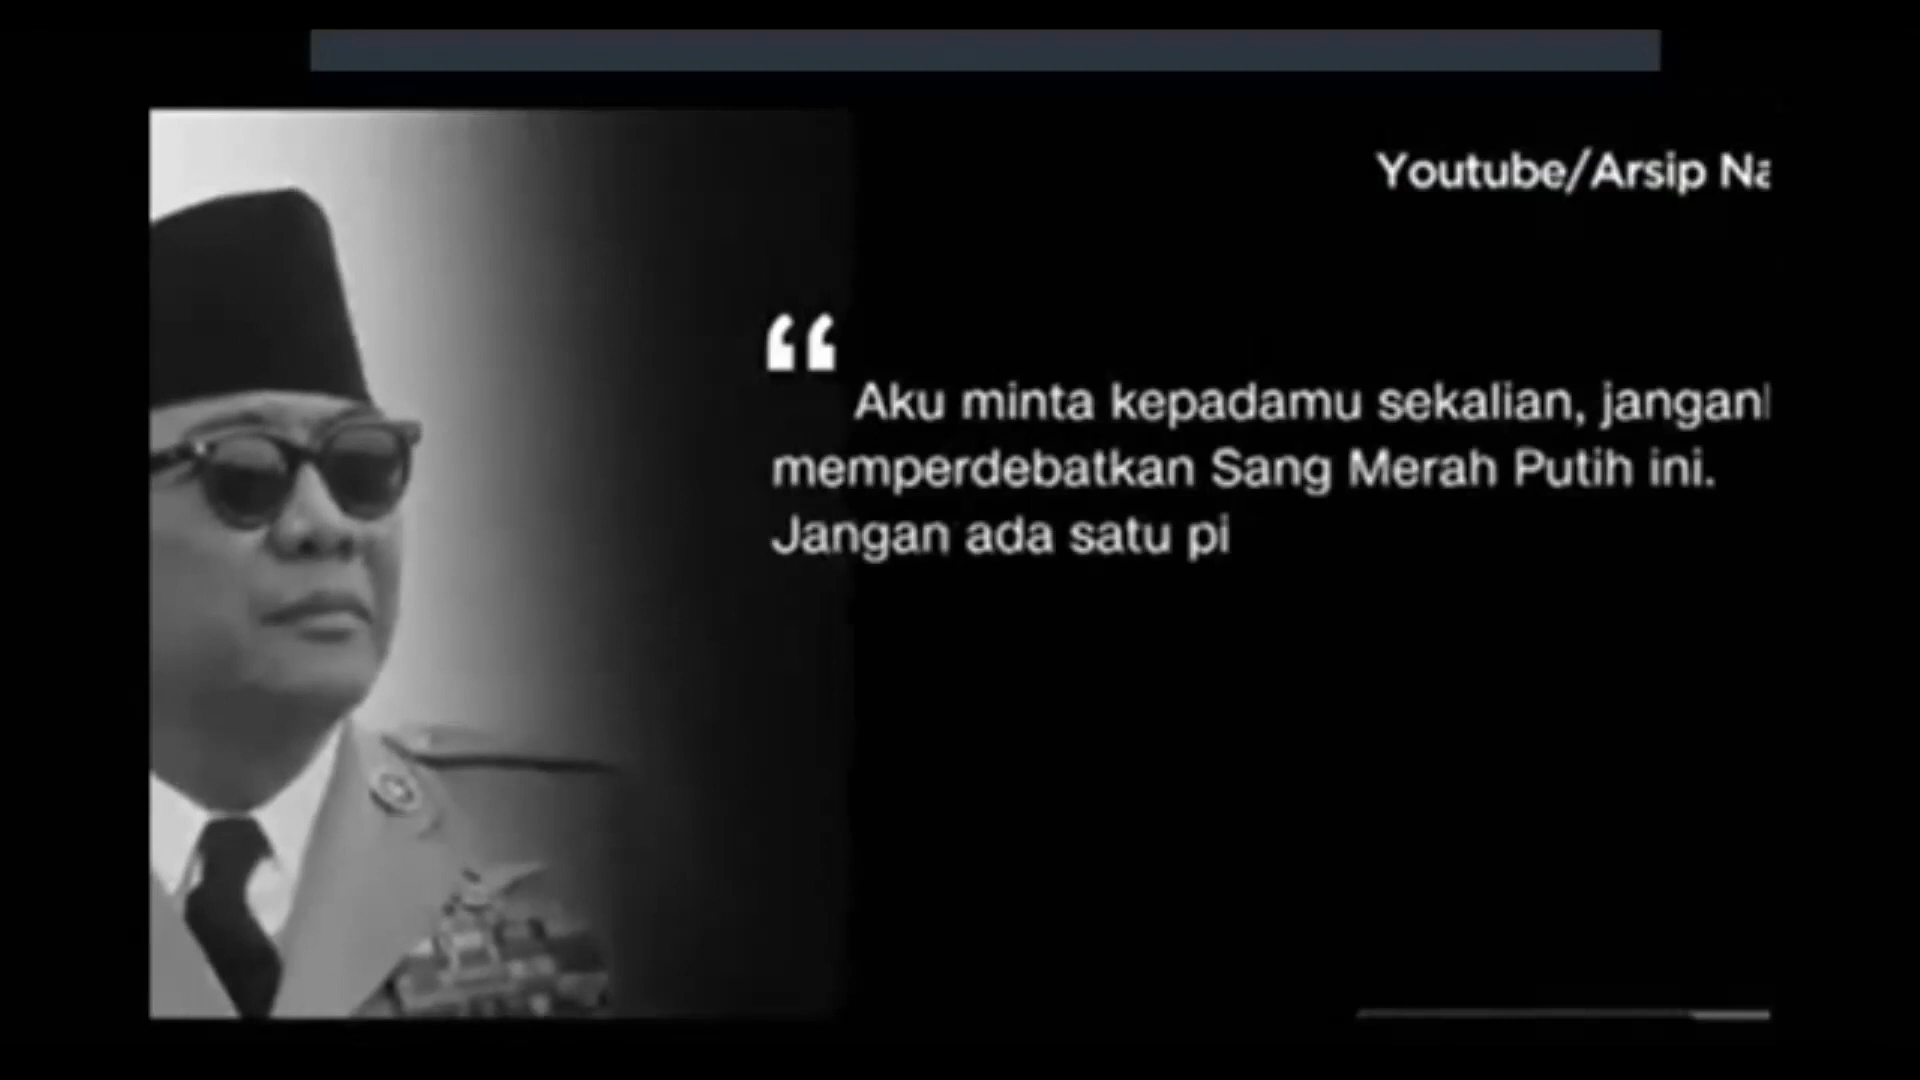 Youtube/Arsip Na
“
Aku minta kepadamu sekalian, jangan
memperdebatkan Sang Merah Putih ini.
Jangan ada satu pi